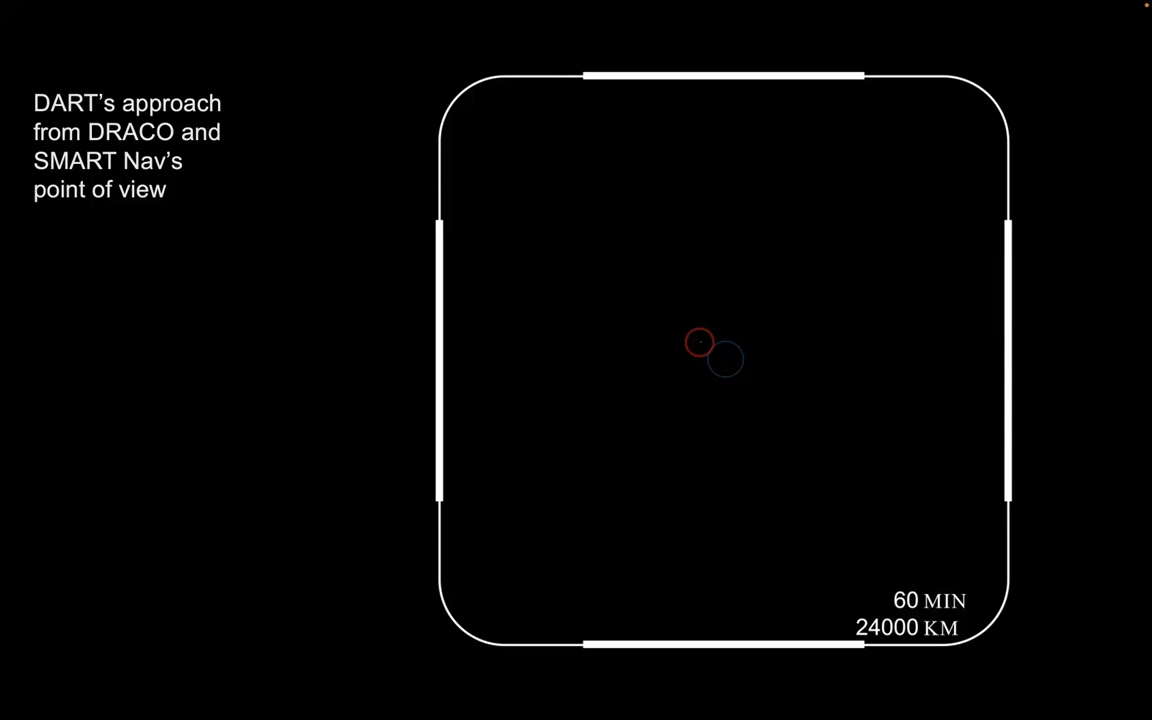 DART’s approach
from DRACO and
SMART Nav’s
point of view
60 MIN
24000 KM